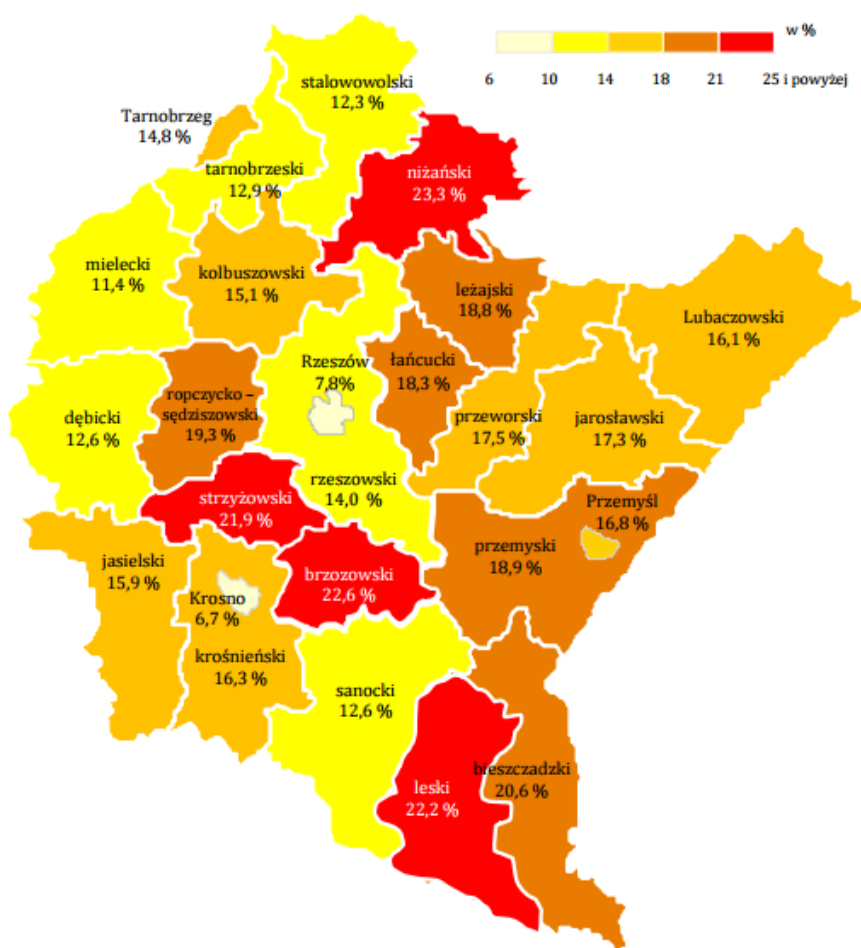 w %
6 10 14 18 21 25 i powyżej
stalowowolski
12,3 %
Tarnobrzeg
14,8 %
tarnobrzeski
12,9 %
niżański
23,3 %
mielecki
11,4 %
kolbuszowski
15,1 %
leżajski
18,8 %
Lubaczowski
16,1 %
Rzeszów
7,8%
łańcucki
18,3 %
ropczycko –
sędziszowski
19,3 %
dębicki
12,6 %
przeworski
17,5 %
jarosławski
17,3 %
rzeszowski
14,0 %
strzyżowski
21,9 %
Przemyśl
16,8 %
przemyski
18,9 %
jasielski
15,9 %
brzozowski
22,6 %
Krosno
6,7 %
krośnieński
16,3 %
sanocki
12,6 %
bieszczadzki
20,6 %
leski
22,2 %